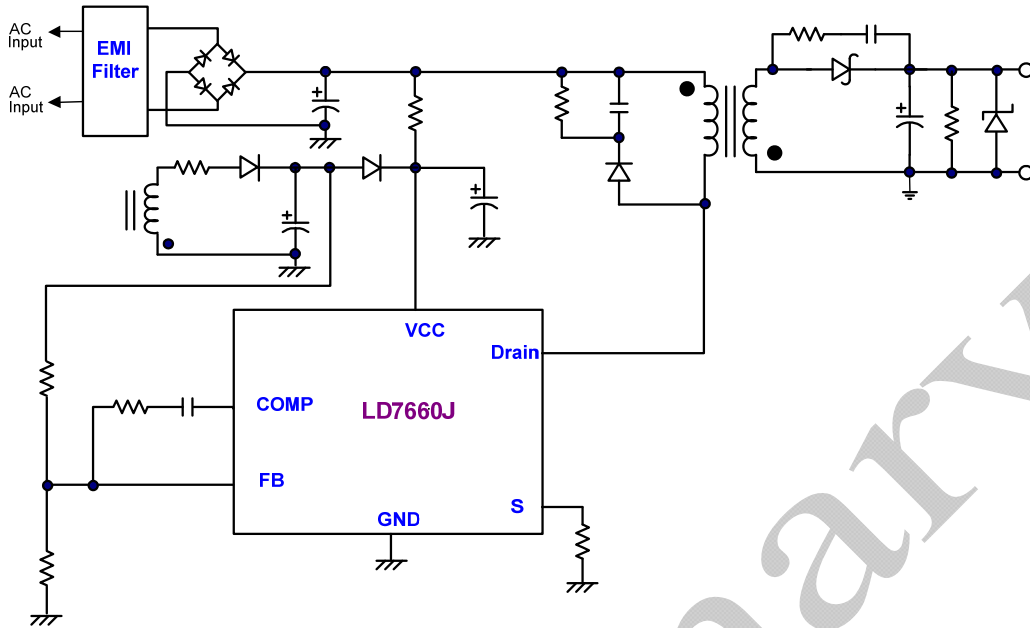 AC
Input
EMI
Filter
AC
Input
VCC
Drain
COMP
LD7660J
FB
S
GND